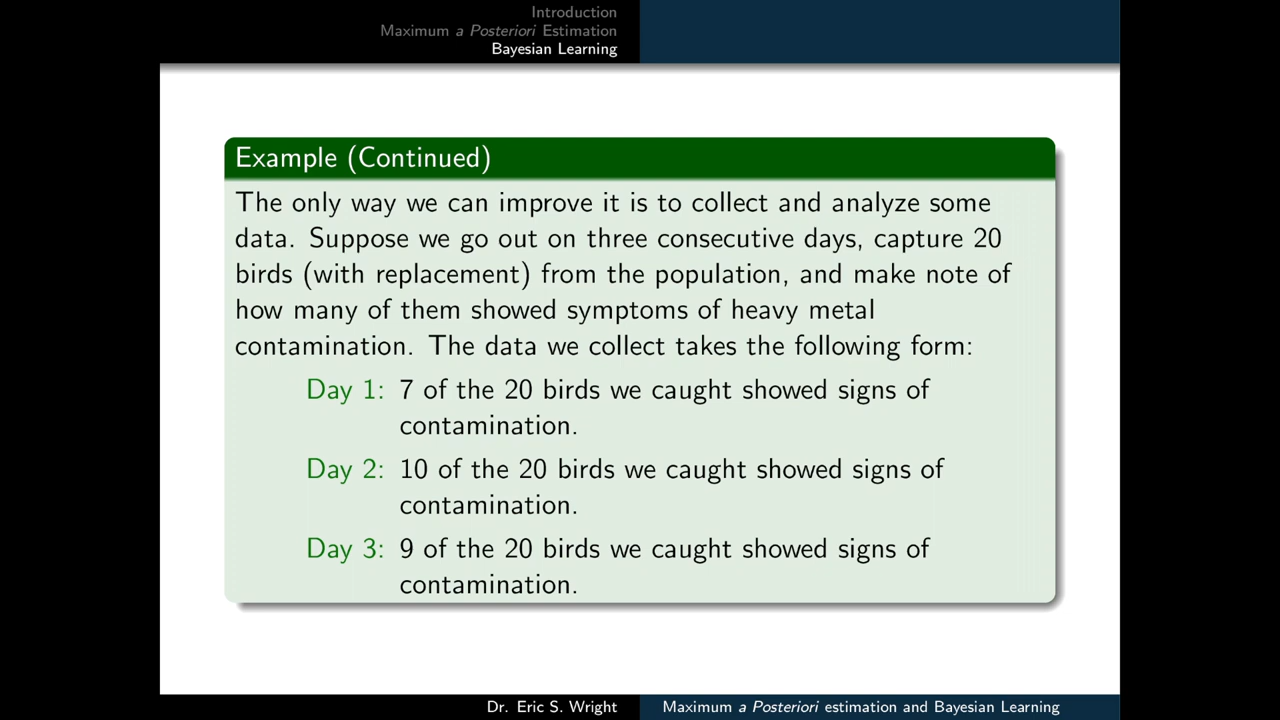 Introduction
Maximum a Posteriori Estimation
Bayesian Learning
Example (Continued)
The only way we can improve it is to collect and analyze some
data. Suppose we go out on three consecutive days, capture 20
birds (with replacement) from the population, and make note of
how many of them showed symptoms of heavy metal
contamination. The data we collect takes the following form:
Day 1: 7 of the 20 birds we caught showed signs of
contamination.
Day 2: 10 of the 20 birds we caught showed signs of
contamination.
Day 3: 9 of the 20 birds we caught showed signs of
contamination.
Dr. Eric S. Wright
Maximum a Posteriori estimation and Bayesian Learning